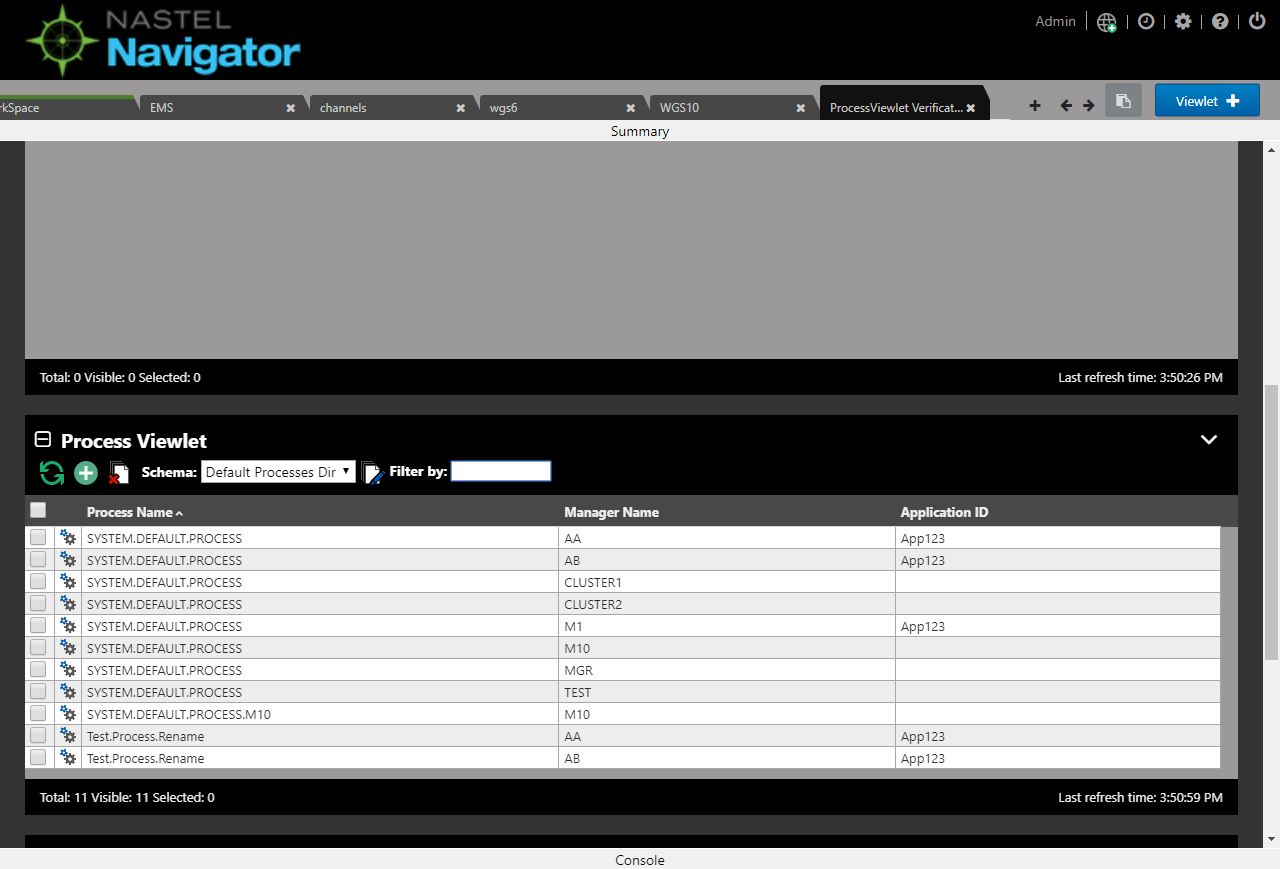 NASTEL
Navigator
Admin
rkSpace EMS channels wgs6 WGS10 ProcessViewlet Verificat... Viewlet
Summary
Total: 0 Visible: 0 Selected: 0 Last refresh time: 3:50:26 PM
Process Viewlet
Schema: Default Processes Dir Filter by:
Process Name Manager Name Application ID
SYSTEM.DEFAULT.PROCESS AA App123
SYSTEM.DEFAULT.PROCESS AB App123
SYSTEM.DEFAULT.PROCESS CLUSTER1
SYSTEM.DEFAULT.PROCESS CLUSTER2
SYSTEM.DEFAULT.PROCESS M1 App123
SYSTEM.DEFAULT.PROCESS M10
SYSTEM.DEFAULT.PROCESS MGR
SYSTEM.DEFAULT.PROCESS TEST
SYSTEM.DEFAULT.PROCESS.M10 M10
Test.Process.Rename AA App123
Test.Process.Rename AB App123
Total: 11 Visible: 11 Selected: 0 Last refresh time: 3:50:59 PM
Console